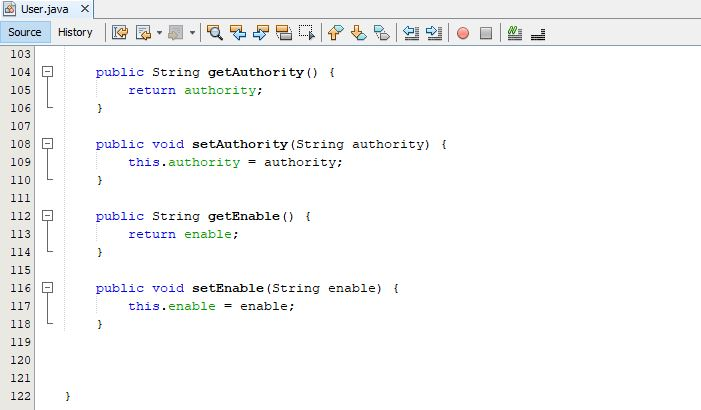 User.java
Source History
103
104 public String getAuthority() {
105 return authority;
106 }
107
108 public void setAuthority(String authority) {
109 this.authority = authority;
110 }
111
112 public String getEnable() {
113 return enable;
114 }
115
116 public void setEnable(String enable) {
117 this.enable = enable;
118 }
119
120
121
122 }